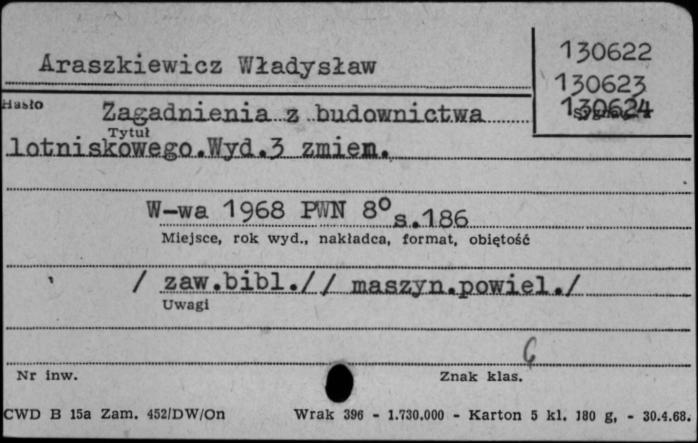 Araszkiewicz Władysław
130622
130623
130624
Hasło
Sygnat.
Zagadnienia z budownictwa
Tytuł
lotniskowego.Wyd.3 zmien.
W-wa 1968 PWN 8° s.186
Miejsce, rok wyd., nakładca, format, objętość
/ zaw.bibl.// maszyn.powiel./
Uwagi
Nr inw.
Znak klas.
CWD B 15a Zam. 452/DW/On Wrak 396 - 1.730.000 - Karton 5 kl. 180 g, - 30.4.68.